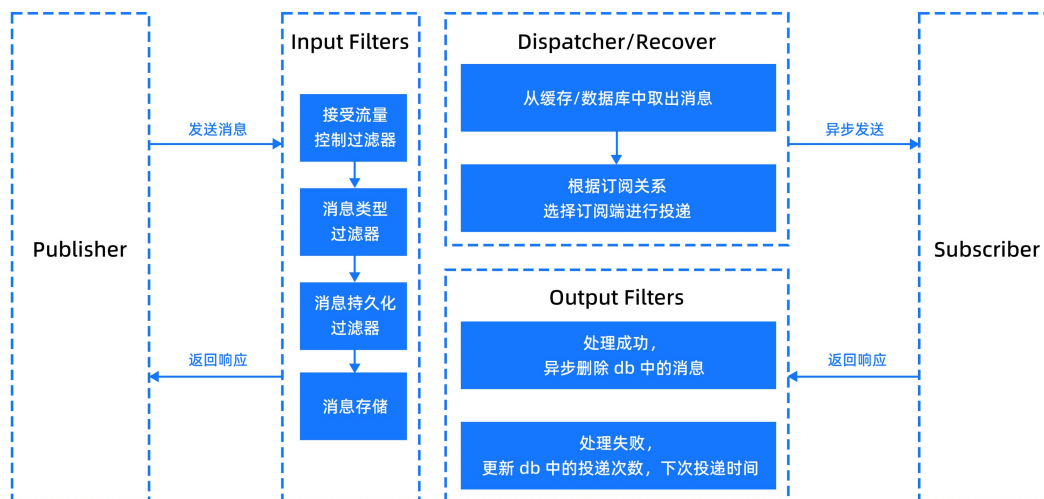 Publisher
发送消息
返回响应
Input Filters
接受流量
控制过滤器
消息类型
过滤器
消息持久化
过滤器
消息存储
Dispatcher/Recover
从缓存/数据库中取出消息
根据订阅关系
选择订阅端进行投递
Output Filters
处理成功，
异步删除 db 中的消息
处理失败，
更新 db 中的投递次数，下次投递时间
异步发送
返回响应
Subscriber